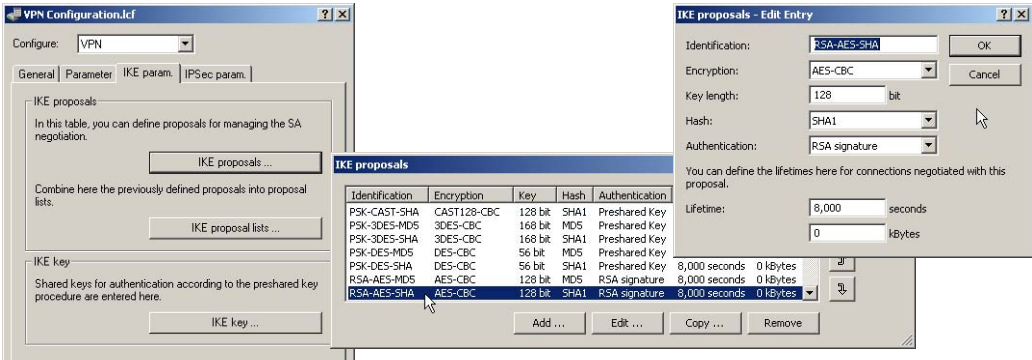 VPN Configuration.lcf
Configure: VPN
General Parameter IKE param. IPSec param.
IKE proposals
In this table, you can define proposals for managing the SA
negotiation.
IKE proposals ...
Combine here the previously defined proposals into proposal
lists.
IKE proposal lists ...
IKE key
Shared keys for authentication according to the preshared key
procedure are entered here.
IKE key ...
IKE proposals
Identification Encryption Key Hash Authentication
PSK-CAST-SHA CAST128-CBC 128 bit SHA1 Preshared Key
PSK-3DES-MD5 3DES-CBC 168 bit MD5 Preshared Key
PSK-3DES-SHA 3DES-CBC 168 bit SHA1 Preshared Key
PSK-DES-MD5 DES-CBC 56 bit MD5 Preshared Key
PSK-DES-SHA DES-CBC 56 bit SHA1 Preshared Key 8,000 seconds 0 kBytes
RSA-AES-MD5 AES-CBC 128 bit MD5 RSA signature 8,000 seconds 0 kBytes
RSA-AES-SHA AES-CBC 128 bit SHA1 RSA signature 8,000 seconds 0 kBytes
Add ... Edit ... Copy ... Remove
IKE proposals - Edit Entry
Identification: RSA-AES-SHA OK
Encryption: AES-CBC Cancel
Key length: 128 bit
Hash: SHA1
Authentication: RSA signature
You can define the lifetimes here for connections negotiated with this
proposal.
Lifetime: 8,000 seconds
0 kBytes